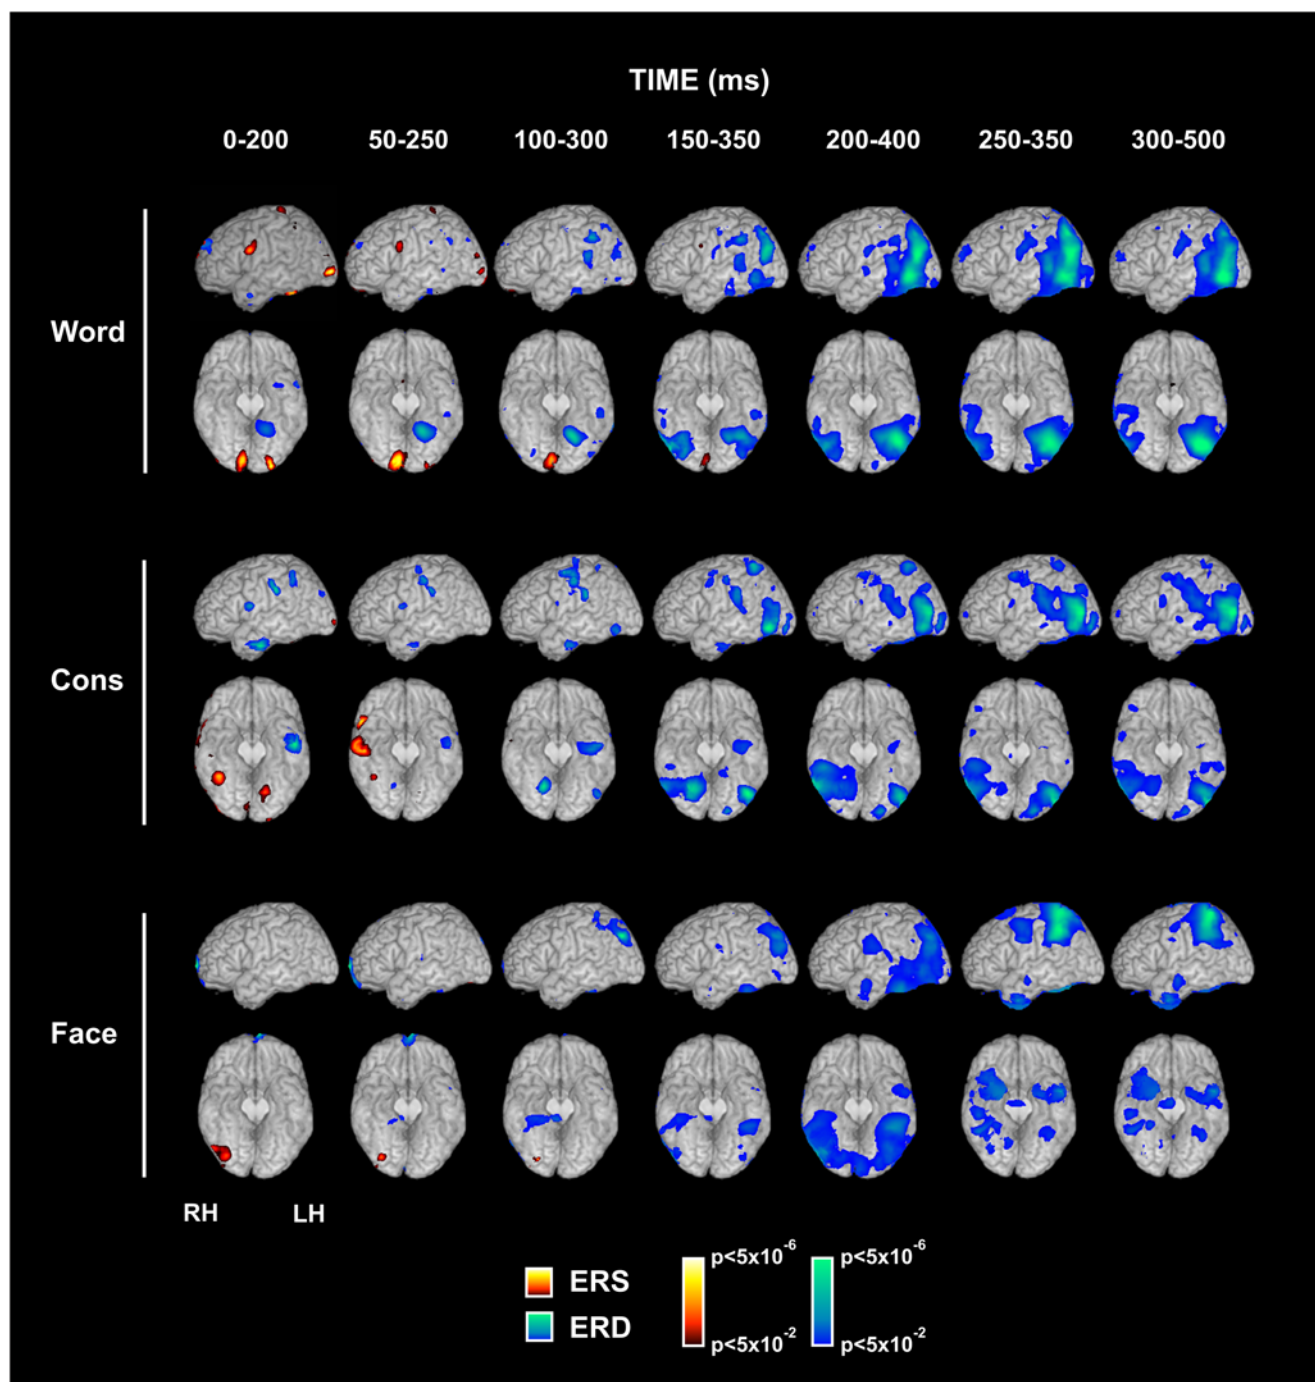 TIME (ms)
0-200 50-250 100-300 150-350 200-400 250-350 300-500
Word
Cons
Face
RH LH
ERS
ERD
p<5x10⁻⁶ p<5x10⁻⁶
p<5x10⁻² p<5x10⁻²